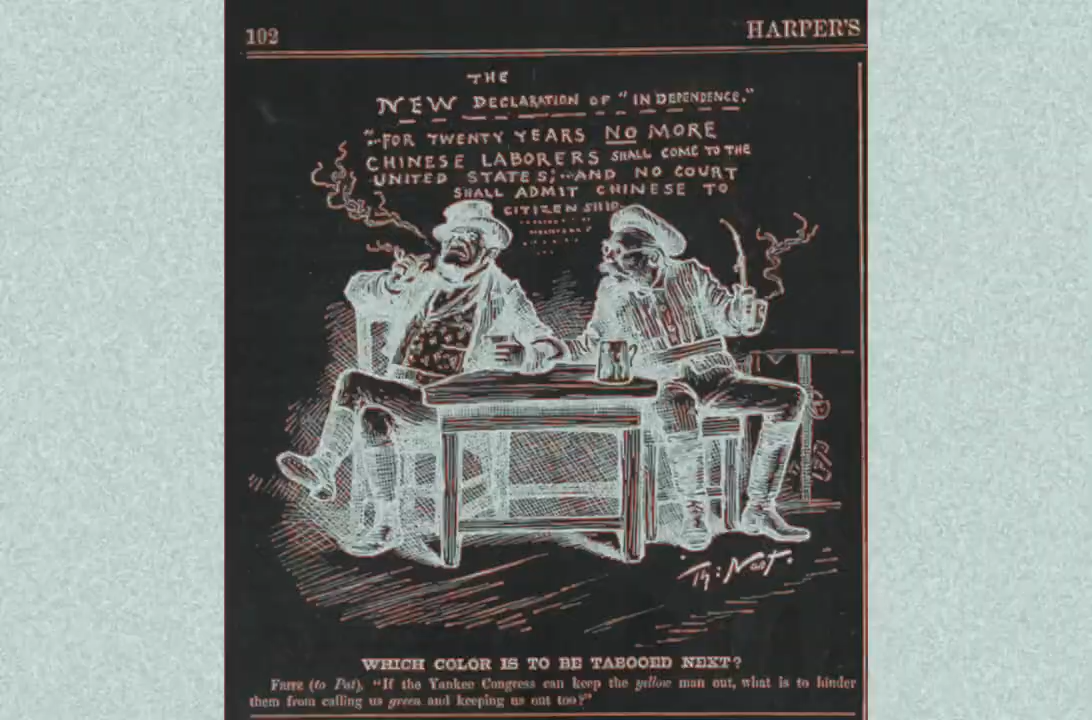 102
HARPER'S
THE
NEW DECLARATION OF "INDEPENDENCE."
"..FOR TWENTY YEARS NO MORE
CHINESE LABORERS SHALL COME TO THE
UNITED STATES;..AND NO COURT
SHALL ADMIT CHINESE TO
CITIZENSHIP
Th: Nast.
WHICH COLOR IS TO BE TABOOED NEXT?
Fritz (to Pat). "If the Yankee Congress can keep the yellow man out, what is to hinder
them from calling us green and keeping us out too?"